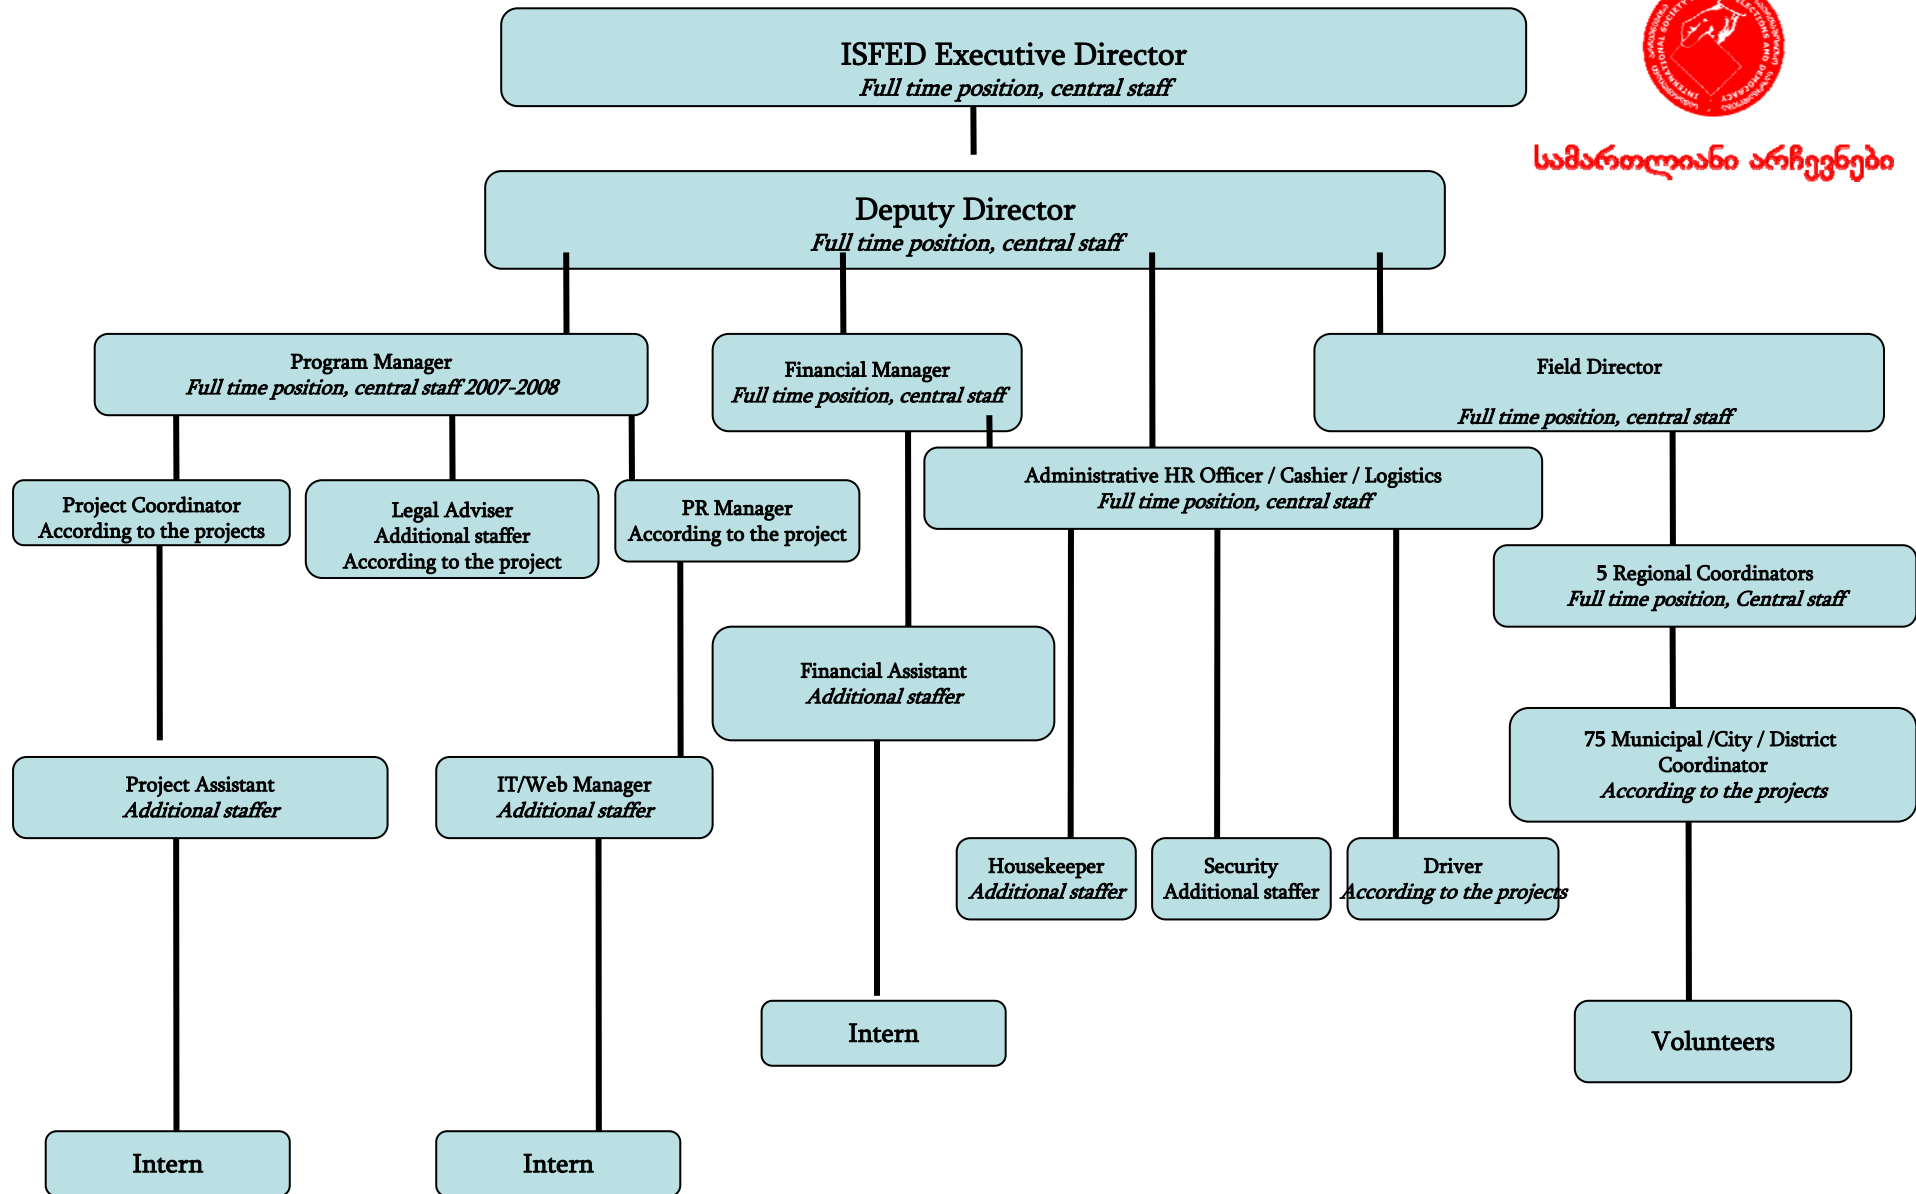 ISFED Executive Director
Full time position, central staff
INTERNATIONAL SOCIETY
ELECTIONS AND DEMOCRACY
სამართლიანი არჩევნები
Deputy Director
Full time position, central staff
Program Manager
Full time position, central staff 2007-2008
Financial Manager
Full time position, central staff
Field Director
Full time position, central staff
Administrative HR Officer / Cashier / Logistics
Full time position, central staff
Project Coordinator
According to the projects
Legal Adviser
Additional staffer
According to the project
PR Manager
According to the project
5 Regional Coordinators
Full time position, Central staff
Financial Assistant
Additional staffer
75 Municipal /City / District
Coordinator
According to the projects
Project Assistant
Additional staffer
IT/Web Manager
Additional staffer
Housekeeper
Additional staffer
Security
Additional staffer
Driver
According to the projects
Intern
Volunteers
Intern
Intern